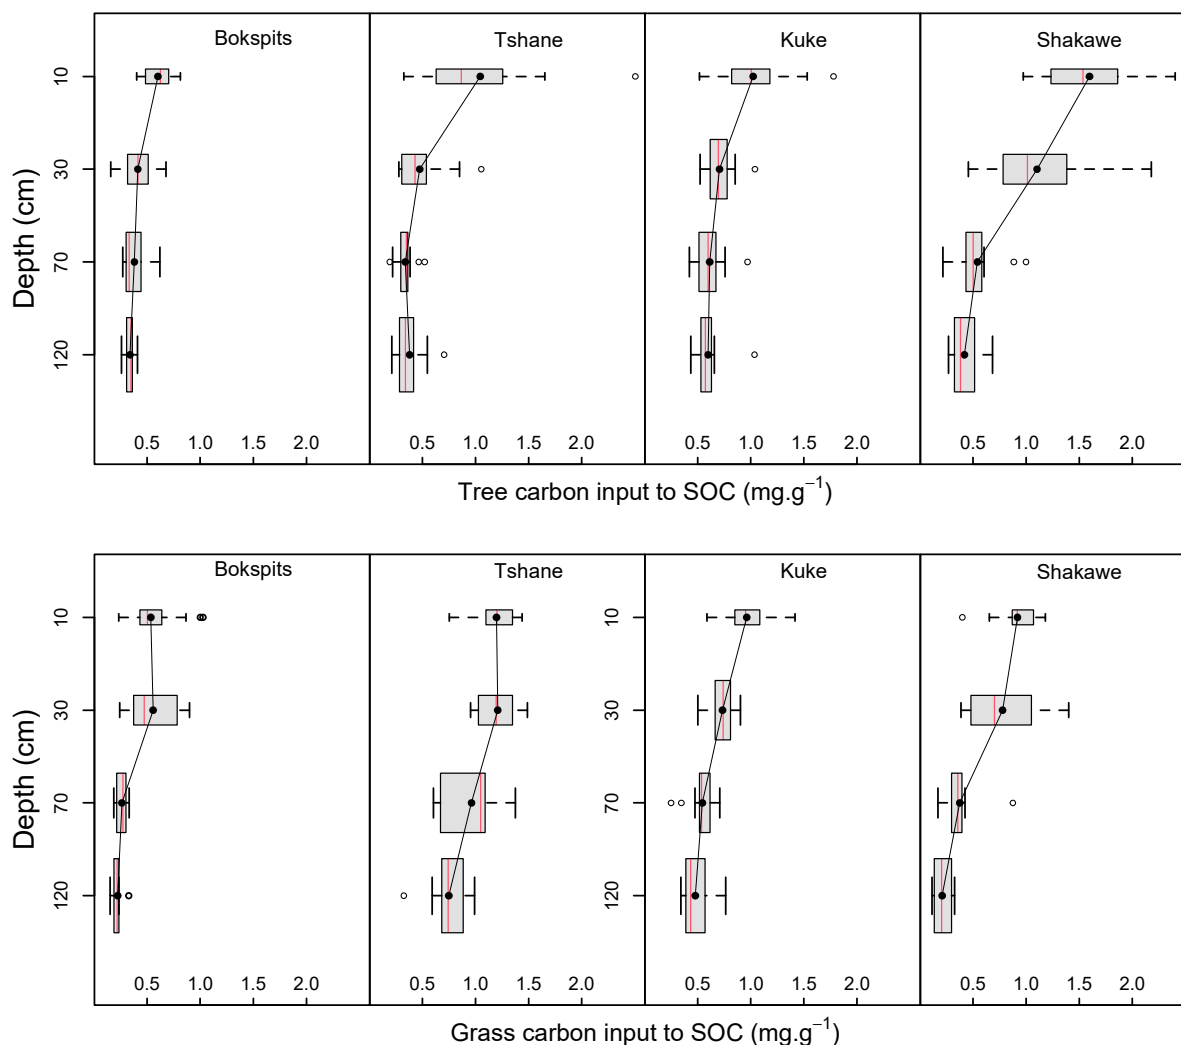 Bokspits Tshane Kuke Shakawe
Depth (cm)
10
30
70
120
0.5 1.0 1.5 2.0 0.5 1.0 1.5 2.0 0.5 1.0 1.5 2.0 0.5 1.0 1.5 2.0
Tree carbon input to SOC (mg.g⁻¹)
Bokspits Tshane Kuke Shakawe
Depth (cm)
10 10
30 30
70 70
120 120
0.5 1.0 1.5 2.0 0.5 1.0 1.5 2.0 0.5 1.0 1.5 2.0 0.5 1.0 1.5 2.0
Grass carbon input to SOC (mg.g⁻¹)